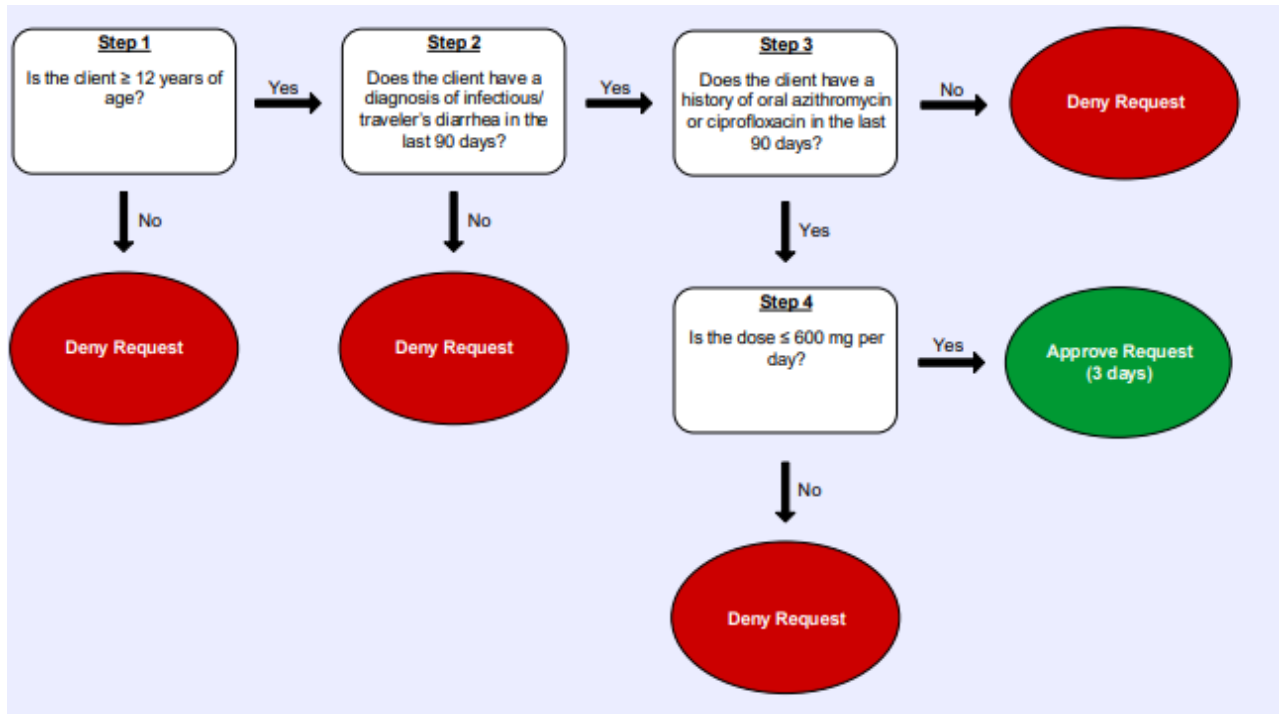 Step 1
Is the client ≥ 12 years of
age?
Yes
No
Deny Request
Step 2
Does the client have a
diagnosis of infectious/
traveler's diarrhea in the
last 90 days?
Yes
No
Deny Request
Step 3
Does the client have a
history of oral azithromycin
or ciprofloxacin in the last
90 days?
No
Deny Request
Yes
Step 4
Is the dose ≤ 600 mg per
day?
Yes
Approve Request
(3 days)
No
Deny Request